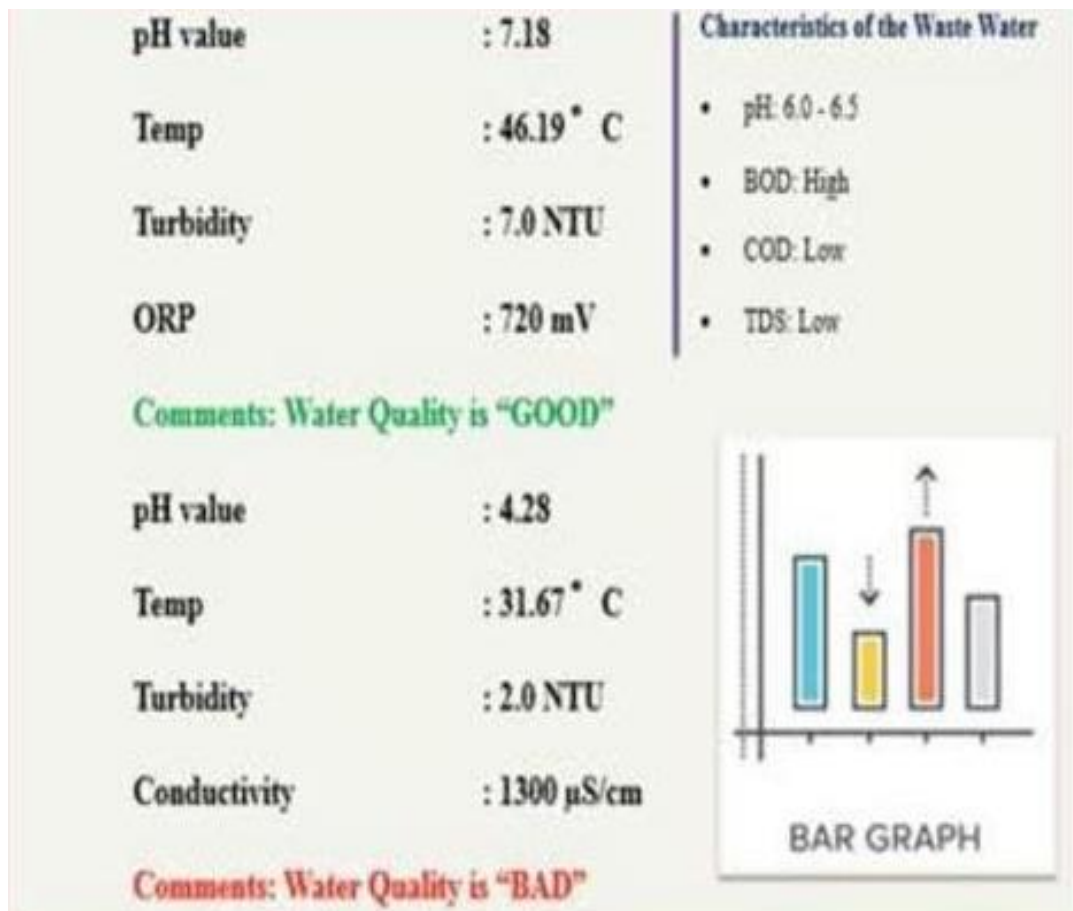 pH value : 7.18
Temp : 46.19° C
Turbidity : 7.0 NTU
ORP : 720 mV
Comments: Water Quality is “GOOD”
pH value : 4.28
Temp : 31.67° C
Turbidity : 2.0 NTU
Conductivity : 1300 µS/cm
Comments: Water Quality is “BAD”
Characteristics of the Waste Water
• pH: 6.0 - 6.5
• BOD: High
• COD: Low
• TDS: Low
BAR GRAPH